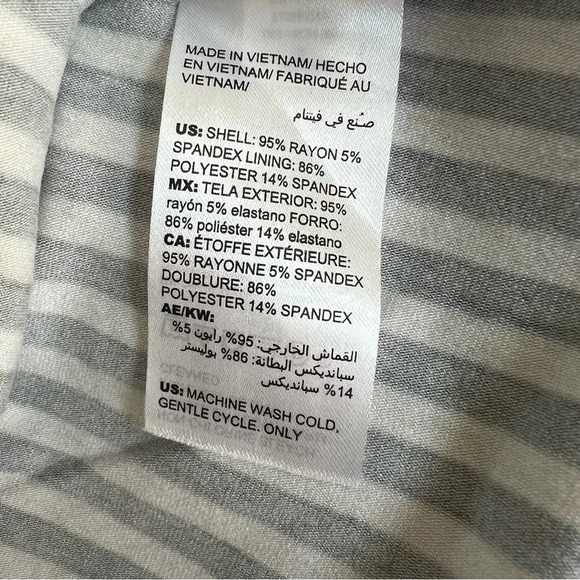 MADE IN VIETNAM/ HECHO
EN VIETNAM/ FABRIQUÉ AU
VIETNAM/
صُنع في فيتنام
US: SHELL: 95% RAYON 5%
SPANDEX LINING: 86%
POLYESTER 14% SPANDEX
MX: TELA EXTERIOR: 95%
rayón 5% elastano FORRO:
86% poliéster 14% elastano
CA: ÉTOFFE EXTÉRIEURE:
95% RAYONNE 5% SPANDEX
DOUBLURE: 86%
POLYESTER 14% SPANDEX
AE/KW:
القماش الخارجي: 95% رايون 5%
سبانديكس البطانة: 86% بوليستر
14% سبانديكس
US: MACHINE WASH COLD,
GENTLE CYCLE. ONLY